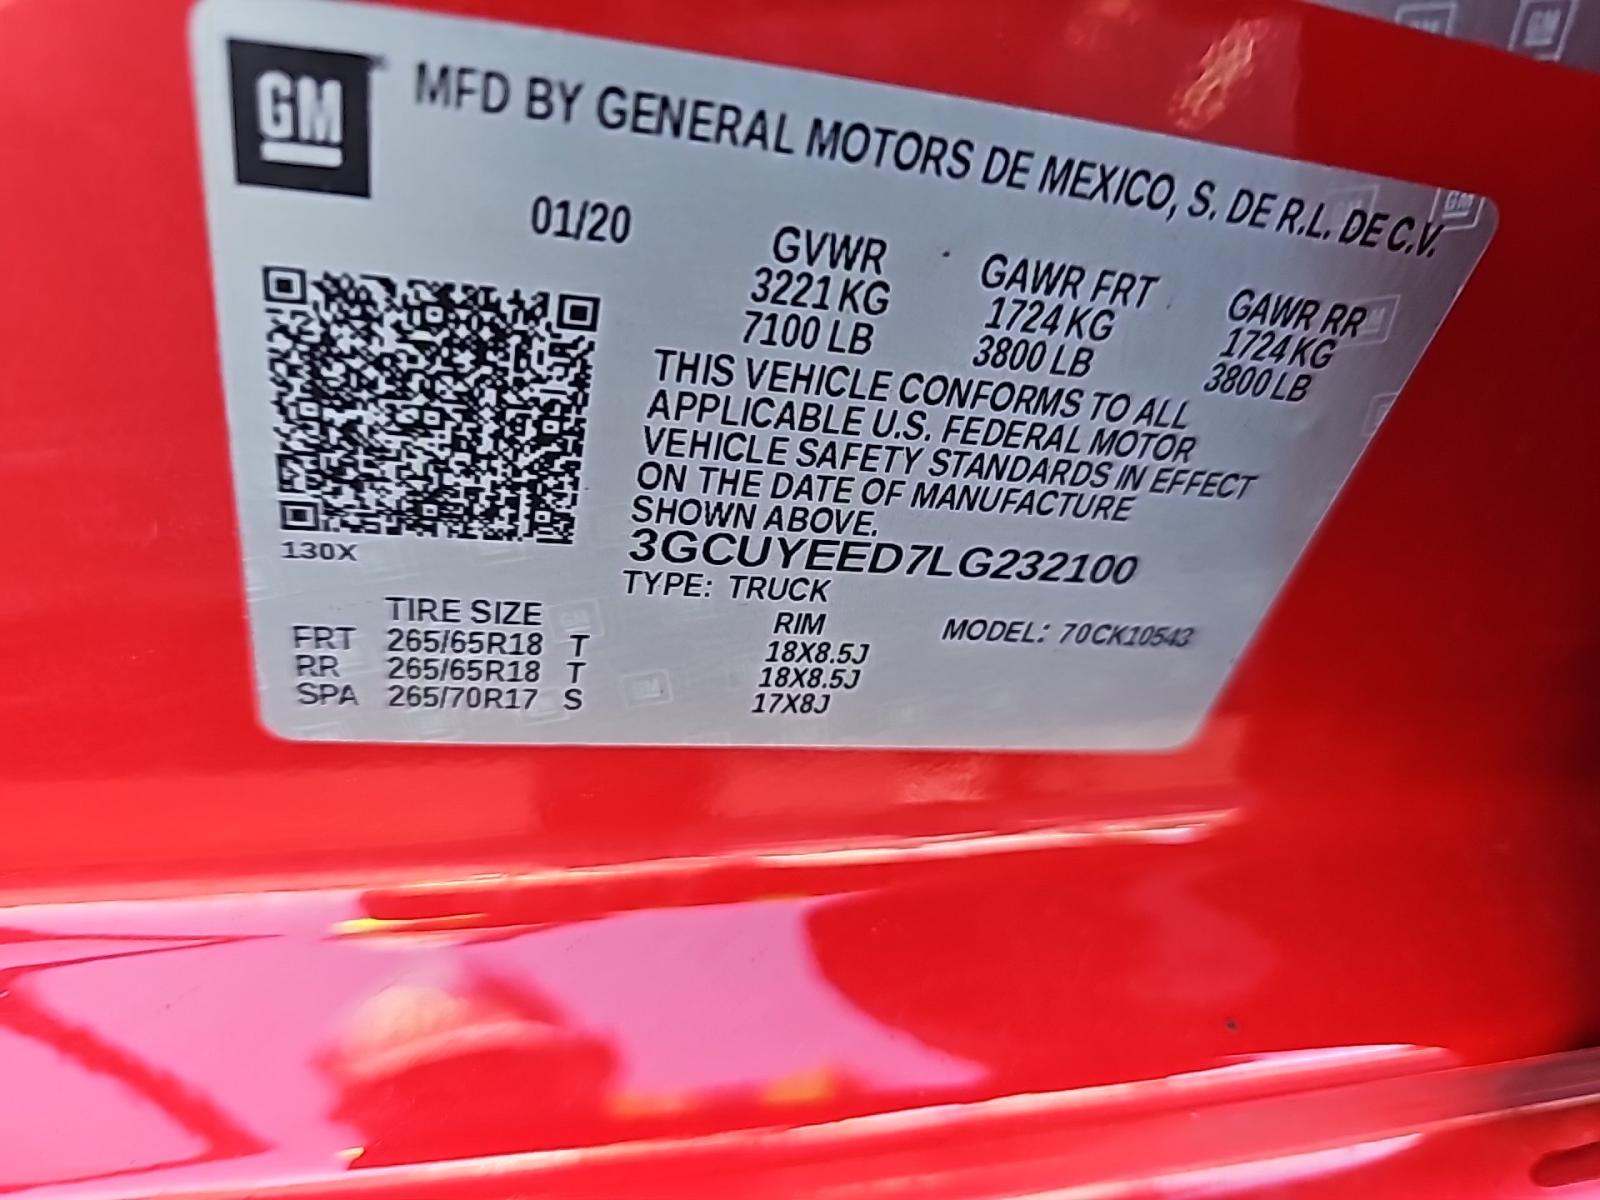 GM MFD BY GENERAL MOTORS DE MEXICO, S. DE R.L. DE C.V.
01/20
GVWR GAWR FRT GAWR RR
3221 KG 1724 KG 1724 KG
7100 LB 3800 LB 3800 LB
THIS VEHICLE CONFORMS TO ALL
APPLICABLE U.S. FEDERAL MOTOR
VEHICLE SAFETY STANDARDS IN EFFECT
ON THE DATE OF MANUFACTURE
SHOWN ABOVE.
3GCUYEED7LG232100
130X
TYPE: TRUCK
TIRE SIZE RIM MODEL: 70CK10543
FRT 265/65R18 T 18X8.5J
RR 265/65R18 T 18X8.5J
SPA 265/70R17 S 17X8J